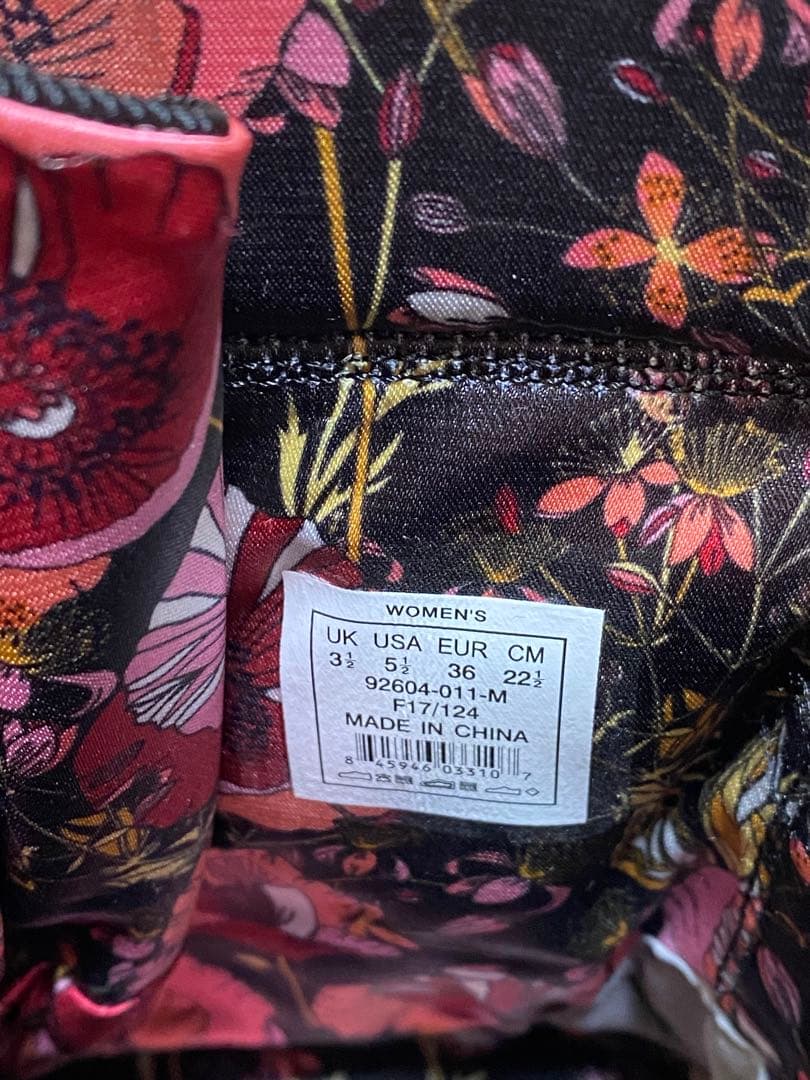 WOMEN'S
UK USA EUR CM
3½ 5½ 36 22½
92604-011-M
F17/124
MADE IN CHINA
8 45946 03310 7